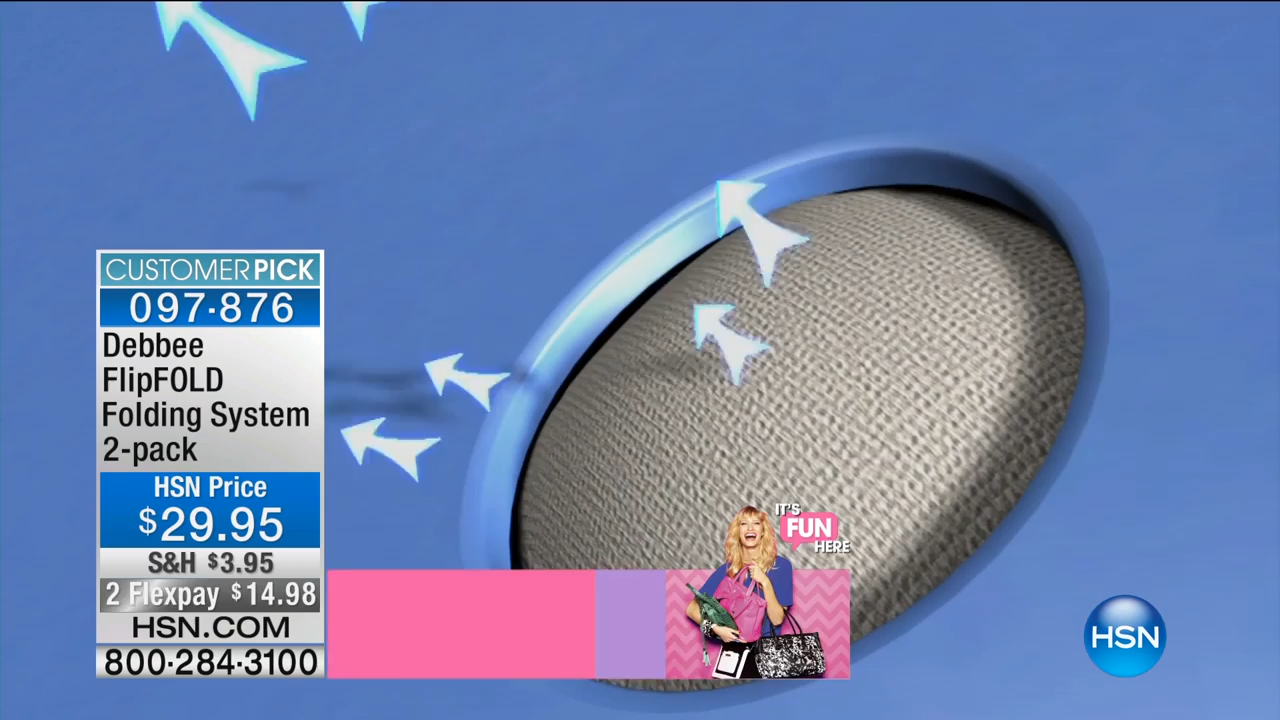 CUSTOMERPICK
097·876
Debbee
FlipFOLD
Folding System
2-pack
HSN Price
$29.95
S&H $3.95
2 Flexpay $14.98
HSN.COM
800·284·3100
IT'S
FUN
HERE
HSN